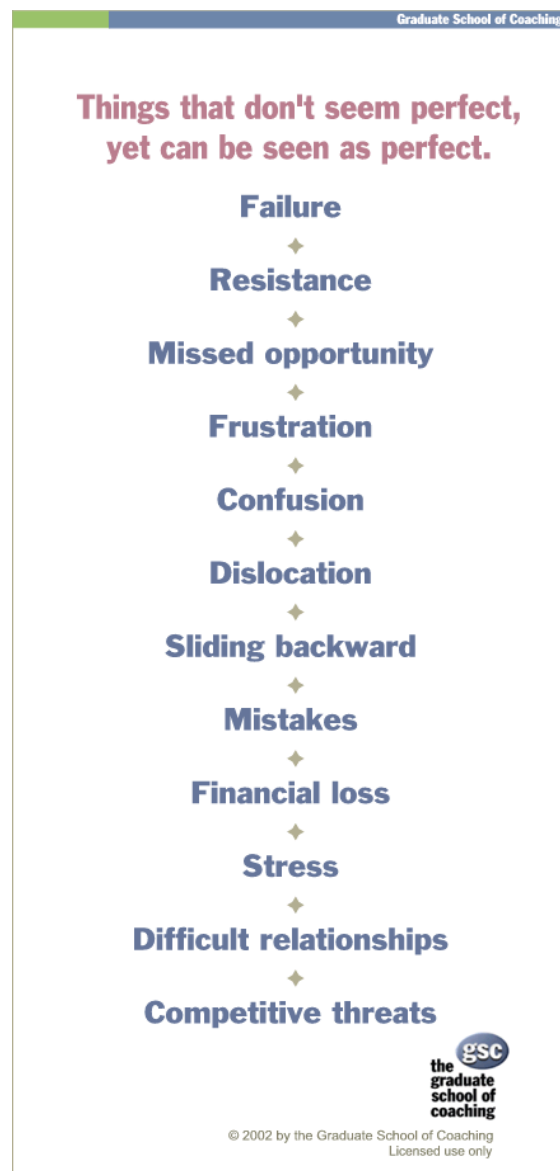 Graduate School of Coaching
Things that don't seem perfect,
yet can be seen as perfect.
Failure
Resistance
Missed opportunity
Frustration
Confusion
Dislocation
Sliding backward
Mistakes
Financial loss
Stress
Difficult relationships
Competitive threats
gsc
the
graduate
school of
coaching
© 2002 by the Graduate School of Coaching
Licensed use only